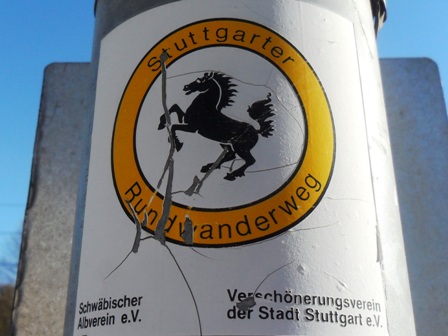 Stuttgarter
Rundwanderweg
Schwäbischer
Albverein e.V.
Verschönerungsverein
der Stadt Stuttgart e.V.